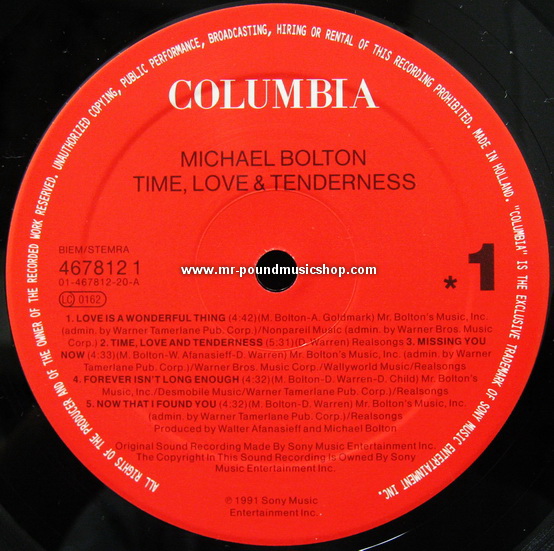 ALL RIGHTS OF THE PRODUCER AND OF THE OWNER OF THE RECORDED WORK RESERVED. UNAUTHORIZED COPYING, PUBLIC PERFORMANCE, BROADCASTING, HIRING OR RENTAL OF THIS RECORDING PROHIBITED. MADE IN HOLLAND. "COLUMBIA" IS THE EXCLUSIVE TRADEMARK OF SONY MUSIC ENTERTAINMENT INC.
COLUMBIA
MICHAEL BOLTON
TIME, LOVE & TENDERNESS
BIEM/STEMRA
467812 1
01-467812-20-A
LC 0162
* 1
www.mr-poundmusicshop.com
1. LOVE IS A WONDERFUL THING (4:42)(M. Bolton-A. Goldmark) Mr. Bolton's Music, Inc.
(admin. by Warner Tamerlane Pub. Corp.)/Nonpareil Music (admin. by Warner Bros. Music
Corp.) 2. TIME, LOVE AND TENDERNESS (5:31)(D. Warren) Realsongs 3. MISSING YOU
NOW (4:33)(M. Bolton-W. Afanasieff-D. Warren) Mr. Bolton's Music, Inc. (admin. by Warner
Tamerlane Pub. Corp.)/Warner Bros. Music Corp./Wallyworld Music/Realsongs
4. FOREVER ISN'T LONG ENOUGH (4:32)(M. Bolton-D. Warren-D. Child) Mr. Bolton's
Music, Inc. /Desmobile Music/Warner Tamerlane Pub. Corp.)/Realsongs
5. NOW THAT I FOUND YOU (4:32)(M. Bolton-D. Warren) Mr. Bolton's Music, Inc.
(admin. by Warner Tamerlane Pub. Corp.)/Realsongs
Produced by Walter Afanasieff and Michael Bolton
Original Sound Recording Made By Sony Music Entertainment Inc.
The Copyright In This Sound Recording Is Owned By Sony
Music Entertainment Inc.
℗ 1991 Sony Music
Entertainment Inc.